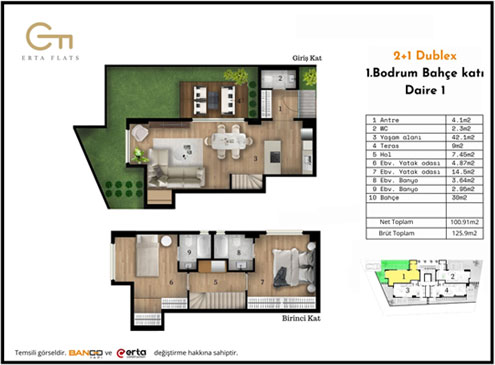 ERTA FLATS
Giriş Kat
2
1
3
Birinci Kat
7
9
8
5
7
2+1 Dublex
1.Bodrum Bahçe katı
Daire 1
1 Antre 4.1m2
2 WC 2.3m2
3 Yaşam alanı 42.1m2
4 Teras 9m2
5 Hol 7.45m2
6 Ebv. Yatak odası 4.87m2
7 Ebv. Yatak odası 14.5m2
8 Ebv. Banyo 3.64m2
9 Ebv. Banyo 2.95m2
10 Bahçe 38m2
Net Toplam 100.91m2
Brüt Toplam 125.9m2
1
2
3
4
Temsili görseldir. BANCO YAPI ve erta değiştirme hakkına sahiptir.